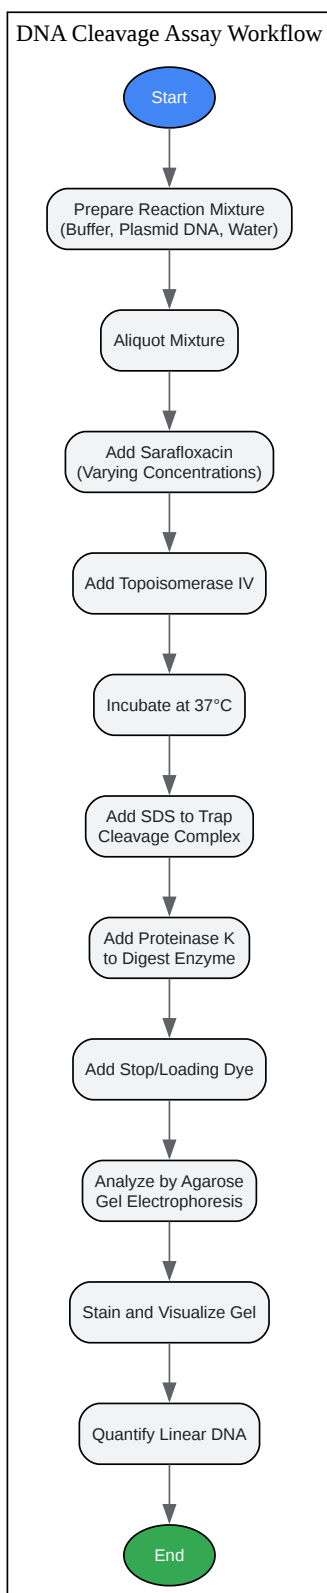 DNA Cleavage Assay Workflow
Start
Prepare Reaction Mixture
(Buffer, Plasmid DNA, Water)
Aliquot Mixture
Add Sarafloxacin
(Varying Concentrations)
Add Topoisomerase IV
Incubate at 37°C
Add SDS to Trap
Cleavage Complex
Add Proteinase K
to Digest Enzyme
Add Stop/Loading Dye
Analyze by Agarose
Gel Electrophoresis
Stain and Visualize Gel
Quantify Linear DNA
End